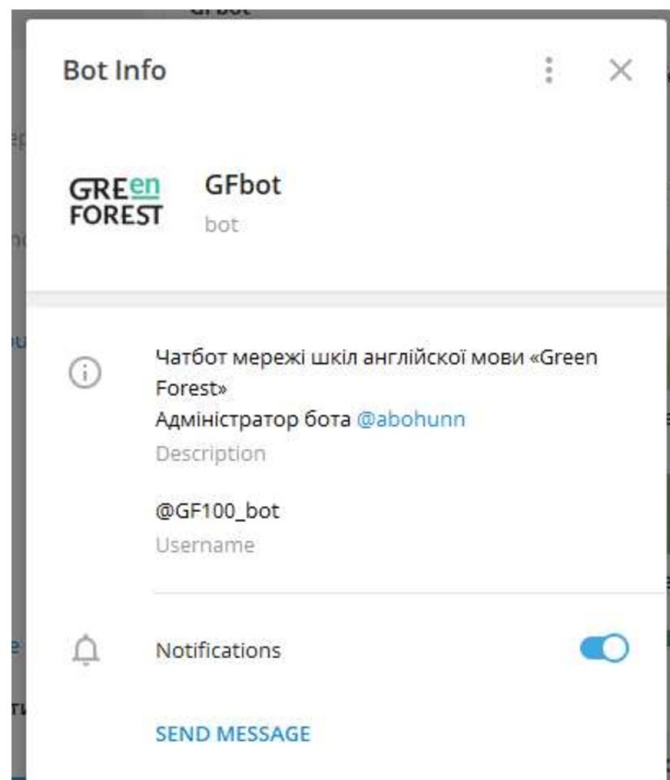 Bot Info
GREen
FOREST
GFbot
bot
Чатбот мережі шкіл англійскої мови «Green
Forest»
Адміністратор бота @abohunn
Description
@GF100_bot
Username
Notifications
SEND MESSAGE